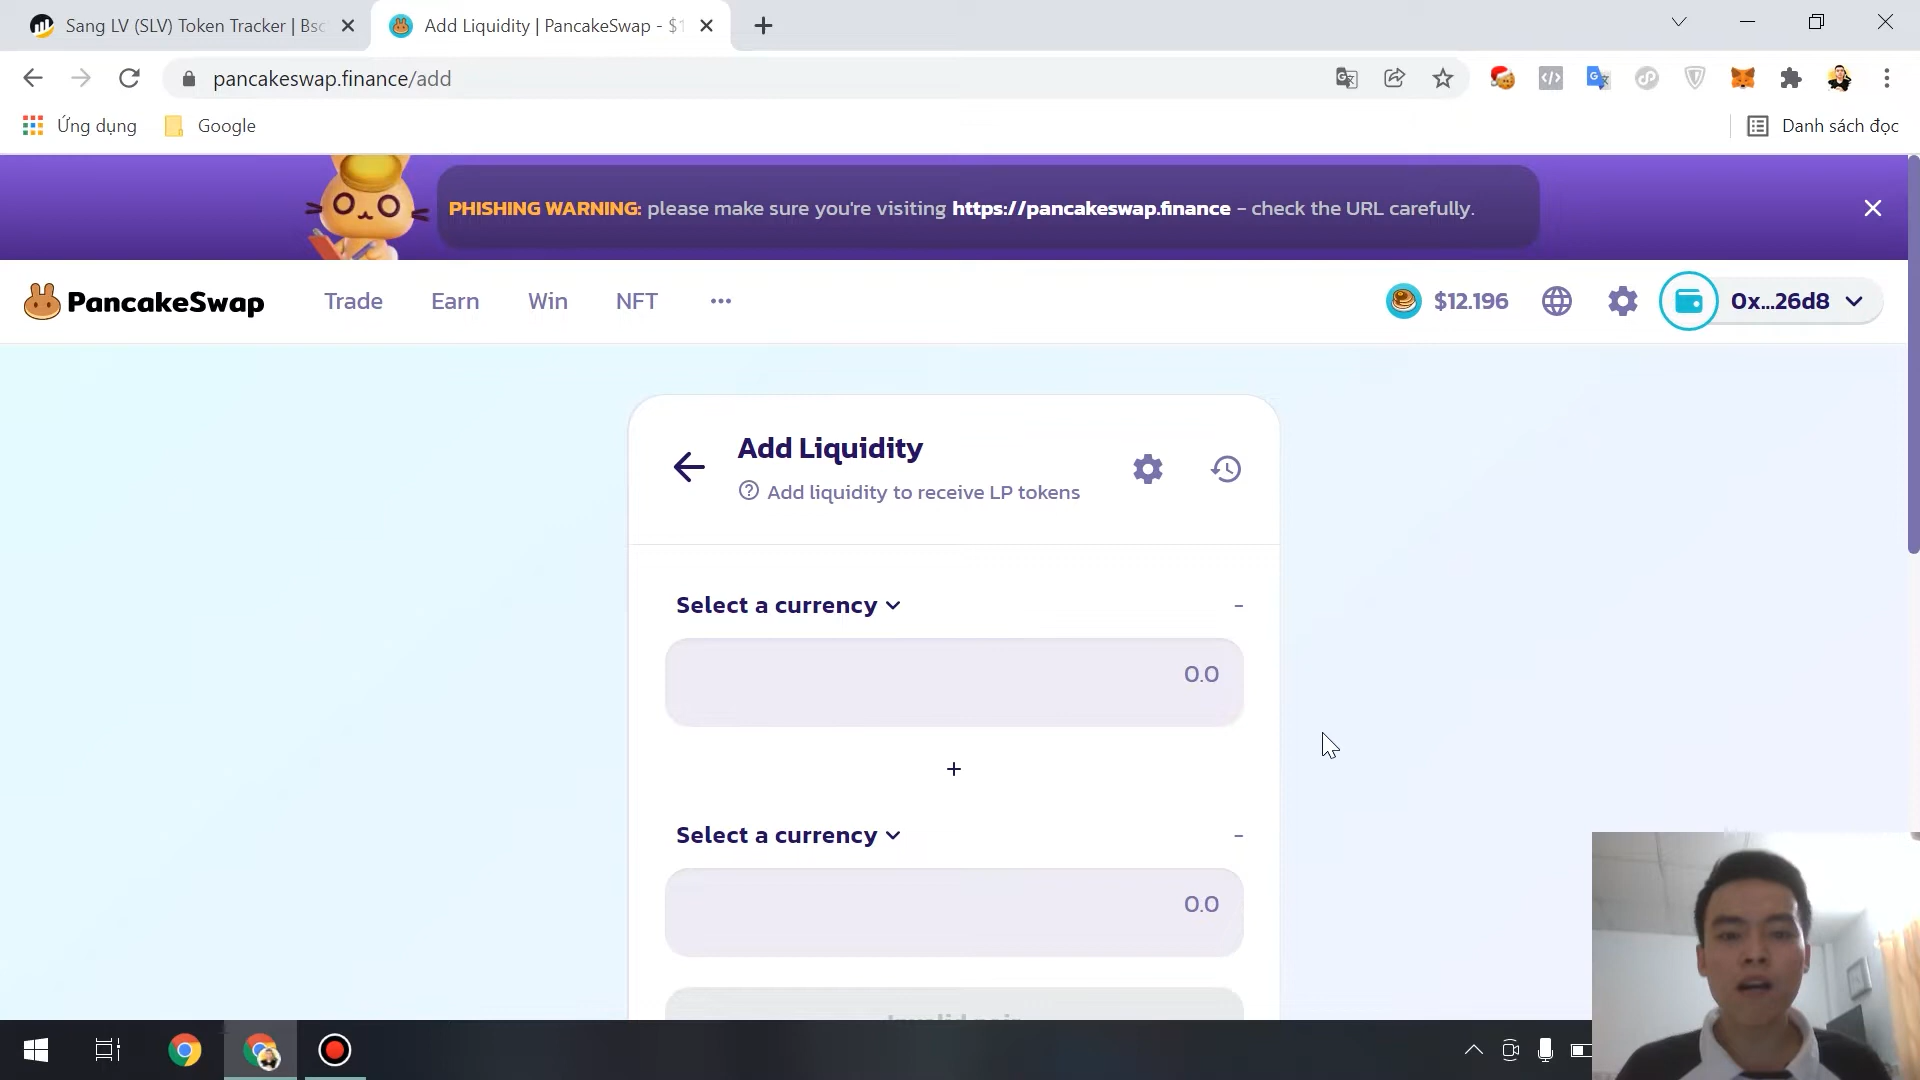 Sang LV (SLV) Token Tracker | Bsc
Add Liquidity | PancakeSwap - $1
pancakeswap.finance/add
Ứng dụng
Google
Danh sách đọc
PHISHING WARNING: please make sure you're visiting https://pancakeswap.finance - check the URL carefully.
PancakeSwap
Trade
Earn
Win
NFT
$12.196
0x...26d8
Add Liquidity
Add liquidity to receive LP tokens
Select a currency
-
0.0
+
Select a currency
-
0.0
Invalid pair